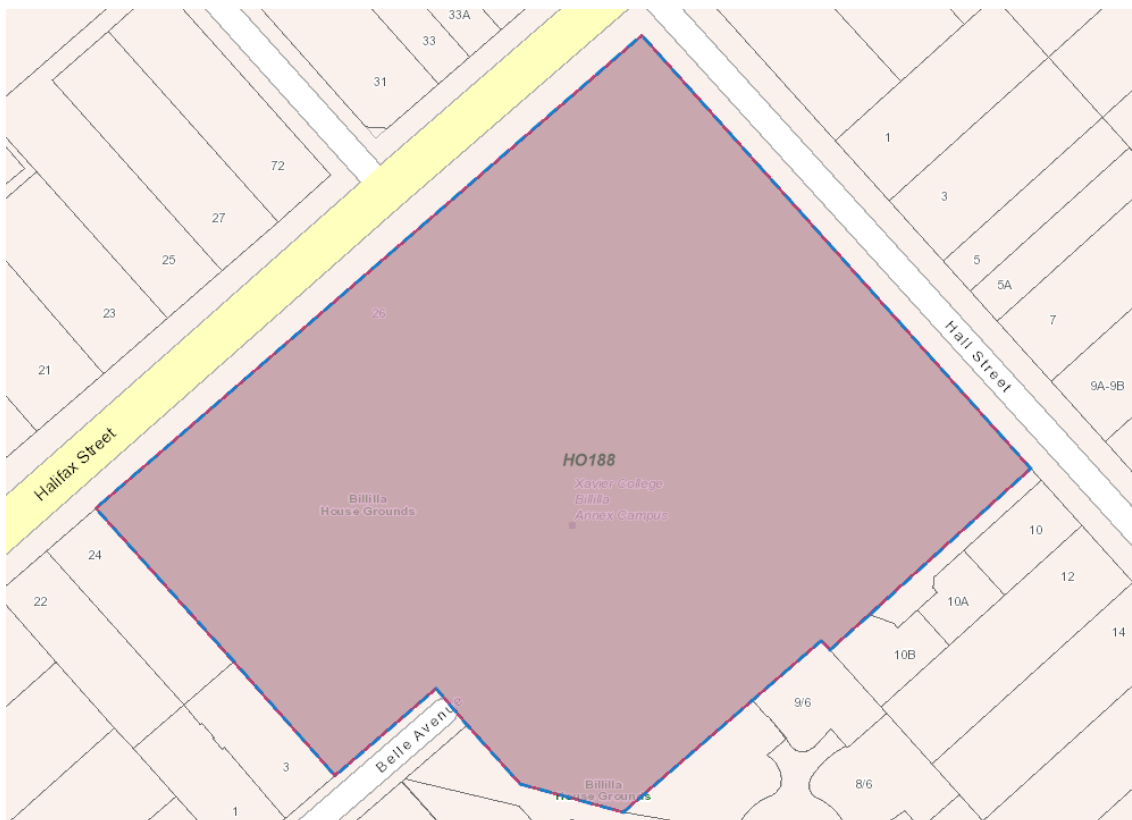 33A
33
31
1
72
3
27
25
5
5A
23
26
7
21
Hall Street
9A-9B
Halifax Street
HO188
Xavier College
Billilla
Annex Campus
Billilla
House Grounds
10
24
12
22
10A
14
10B
9/6
Belle Avenue
3
Billilla
House Grounds
8/6
1